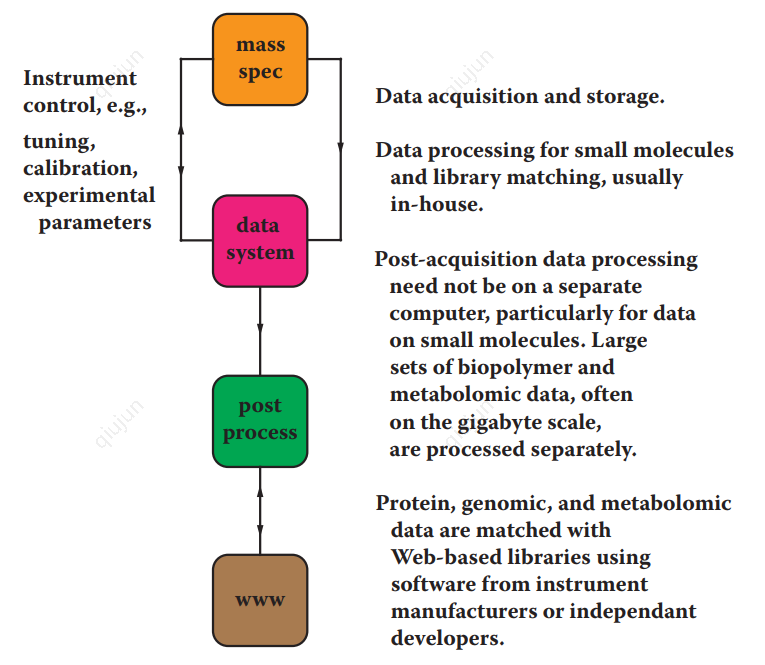 mass
spec
Instrument
control, e.g.,
tuning,
calibration,
experimental
parameters
Data acquisition and storage.
Data processing for small molecules
and library matching, usually
in-house.
data
system
Post-acquisition data processing
need not be on a separate
computer, particularly for data
on small molecules. Large
sets of biopolymer and
metabolomic data, often
on the gigabyte scale,
are processed separately.
post
process
Protein, genomic, and metabolomic
data are matched with
Web-based libraries using
software from instrument
manufacturers or independant
developers.
www
qiujun
qiujun
qiujun
qiujun